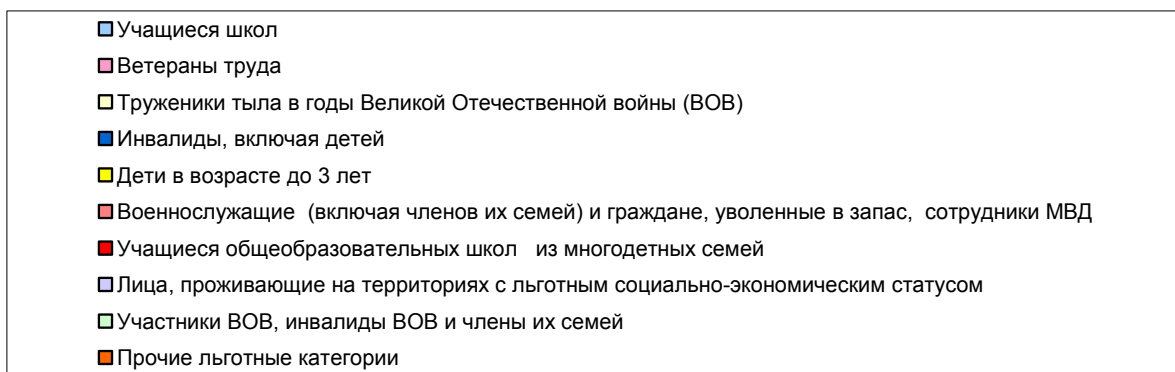 Учащиеся школ
Ветераны труда
Труженики тыла в годы Великой Отечественной войны (ВОВ)
Инвалиды, включая детей
Дети в возрасте до 3 лет
Военнослужащие (включая членов их семей) и граждане, уволенные в запас, сотрудники МВД
Учащиеся общеобразовательных школ из многодетных семей
Лица, проживающие на территориях с льготным социально-экономическим статусом
Участники ВОВ, инвалиды ВОВ и члены их семей
Прочие льготные категории